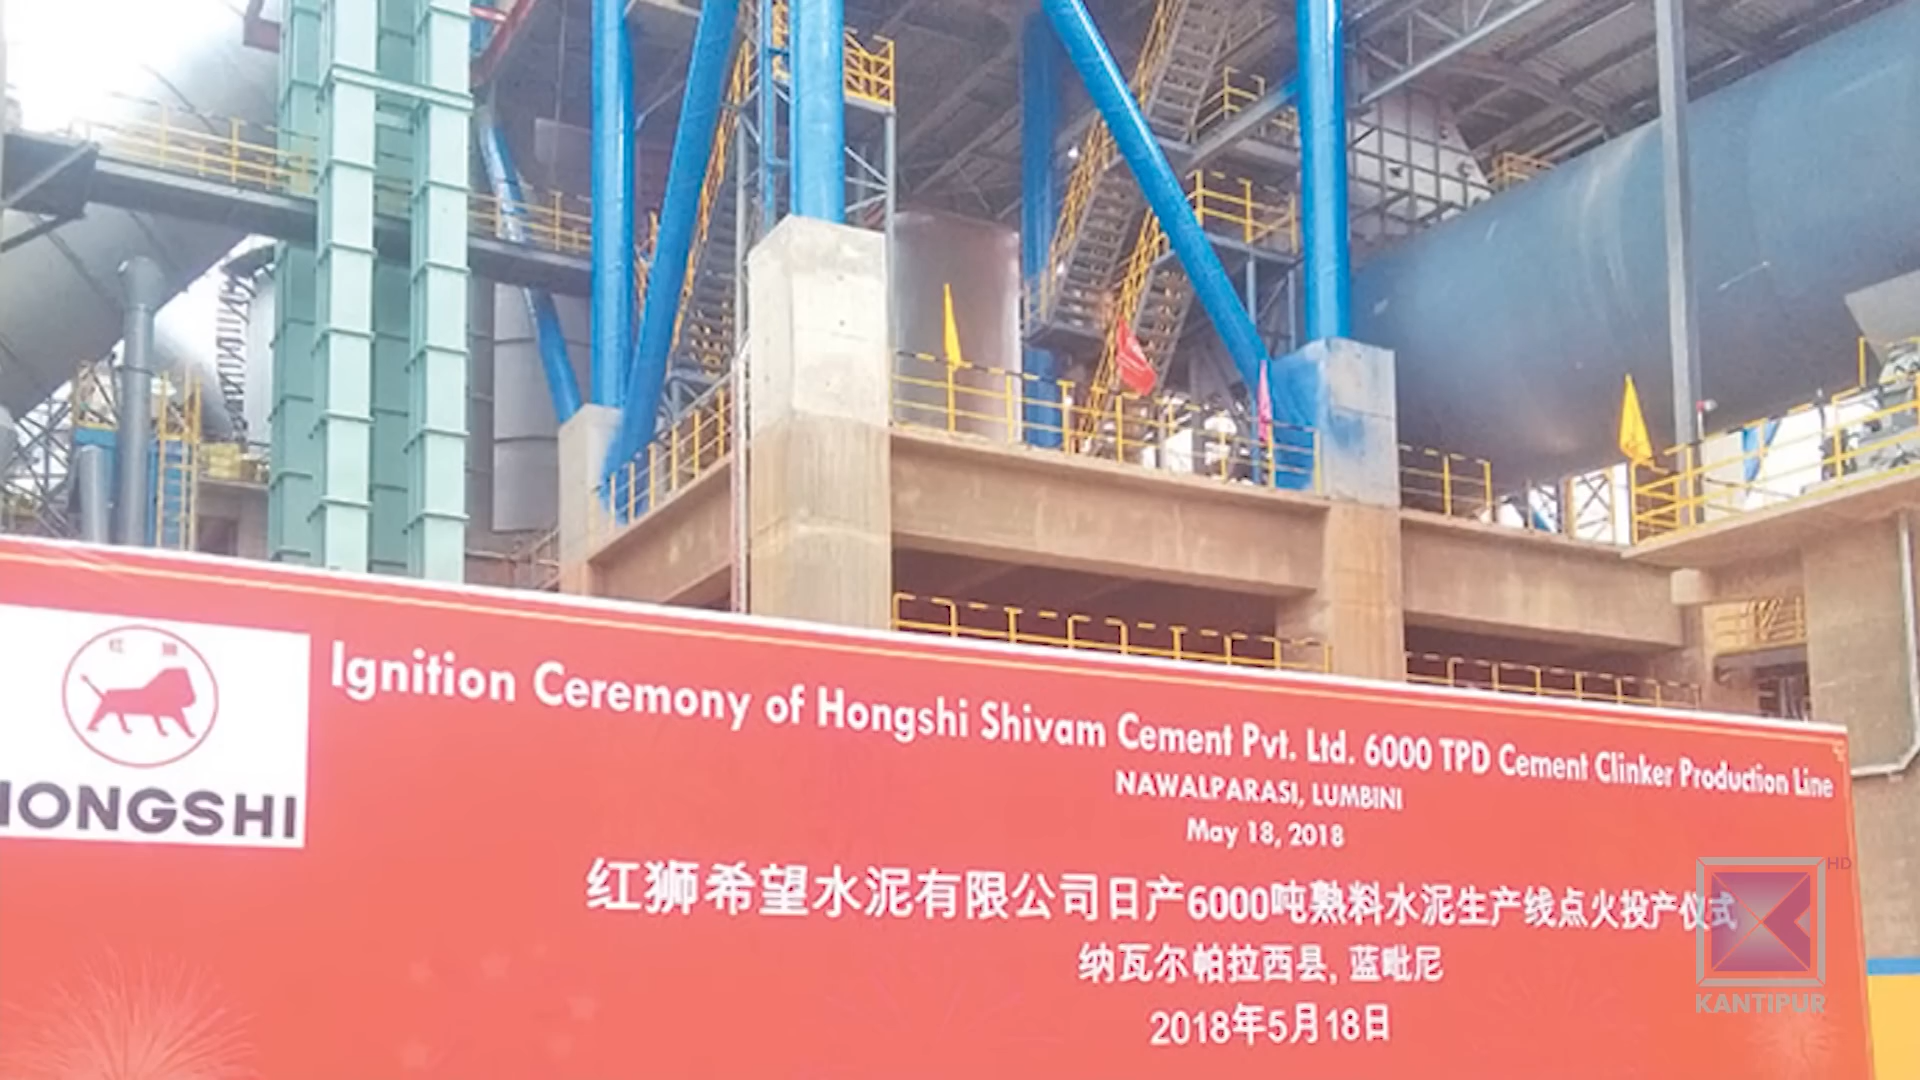 红 狮
HONGSHI
Ignition Ceremony of Hongshi Shivam Cement Pvt. Ltd. 6000 TPD Cement Clinker Production Line
NAWALPARASI, LUMBINI
May 18, 2018
红狮希望水泥有限公司日产6000吨熟料水泥生产线点火投产仪式
纳瓦尔帕拉西县, 蓝毗尼
2018年5月18日
HD
KANTIPUR